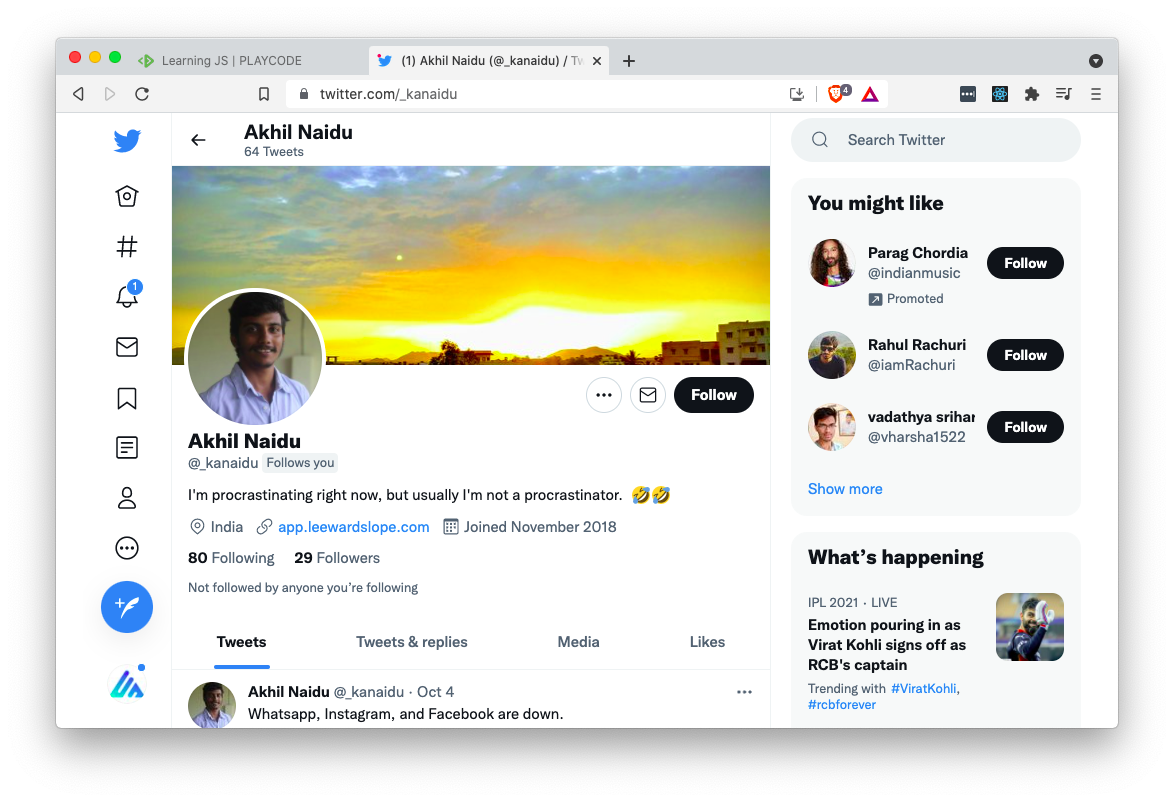 Learning JS | PLAYCODE
(1) Akhil Naidu (@_kanaidu) / Tw
twitter.com/_kanaidu
4
Akhil Naidu
64 Tweets
1
Follow
Akhil Naidu
@_kanaidu Follows you
I'm procrastinating right now, but usually I'm not a procrastinator. 🤣🤣
India app.leewardslope.com Joined November 2018
80 Following 29 Followers
Not followed by anyone you're following
Tweets Tweets & replies Media Likes
Akhil Naidu @_kanaidu · Oct 4
Whatsapp, Instagram, and Facebook are down.
Search Twitter
You might like
Parag Chordia
@indianmusic
Promoted
Follow
Rahul Rachuri
@iamRachuri
Follow
vadathya srihar
@vharsha1522
Follow
Show more
What's happening
IPL 2021 · LIVE
Emotion pouring in as
Virat Kohli signs off as
RCB's captain
Trending with #ViratKohli,
#rcbforever